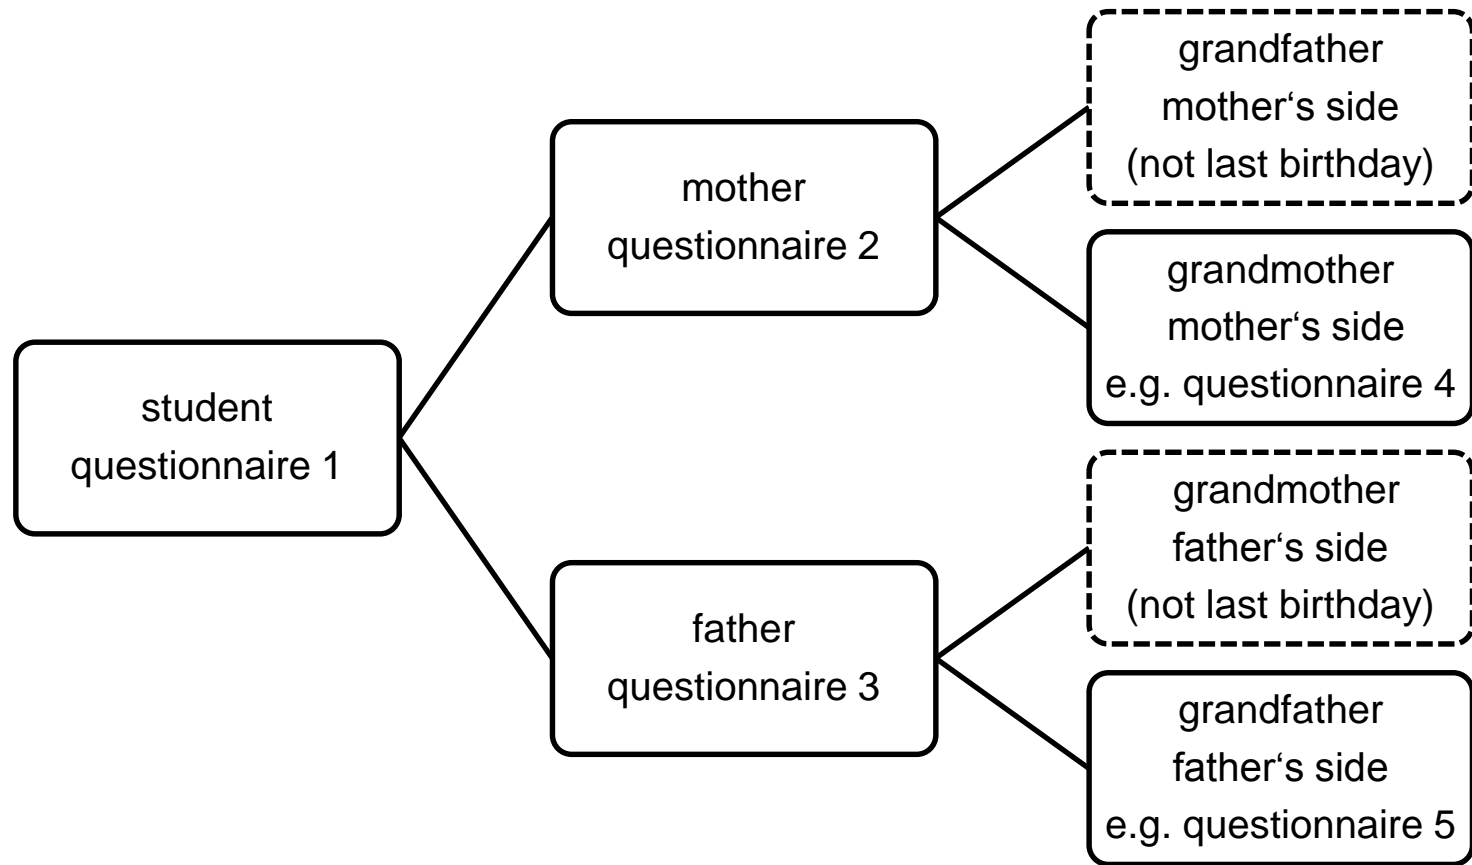 student
questionnaire 1
mother
questionnaire 2
father
questionnaire 3
grandfather
mother‘s side
(not last birthday)
grandmother
mother‘s side
e.g. questionnaire 4
grandmother
father‘s side
(not last birthday)
grandfather
father‘s side
e.g. questionnaire 5